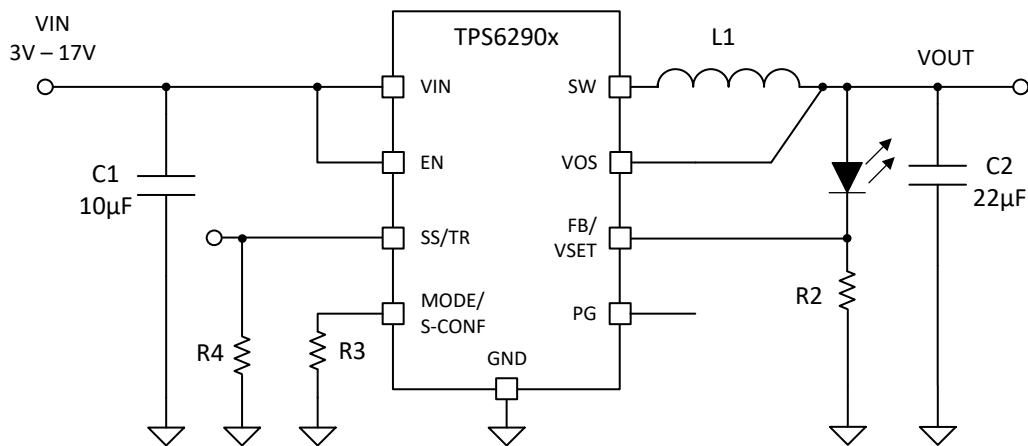 VIN
3V – 17V
TPS6290x
L1
VOUT
VIN
SW
EN
VOS
C1
10µF
C2
22µF
SS/TR
FB/
VSET
R2
MODE/
S-CONF
PG
R4
R3
GND